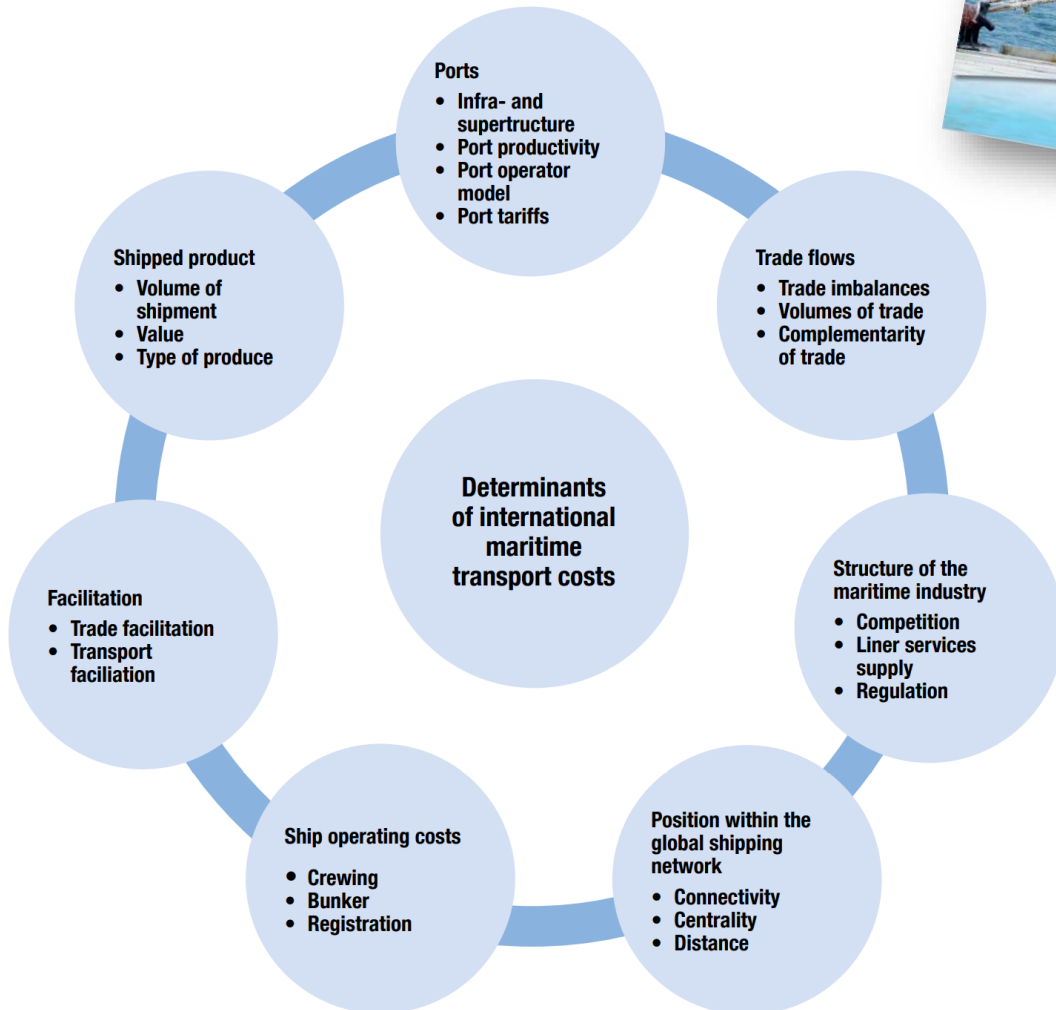 Ports
• Infra- and
supertructure
• Port productivity
• Port operator
model
• Port tariffs
Trade flows
• Trade imbalances
• Volumes of trade
• Complementarity
of trade
Structure of the
maritime industry
• Competition
• Liner services
supply
• Regulation
Position within the
global shipping
network
• Connectivity
• Centrality
• Distance
Ship operating costs
• Crewing
• Bunker
• Registration
Facilitation
• Trade facilitation
• Transport
faciliation
Shipped product
• Volume of
shipment
• Value
• Type of produce
Determinants
of international
maritime
transport costs